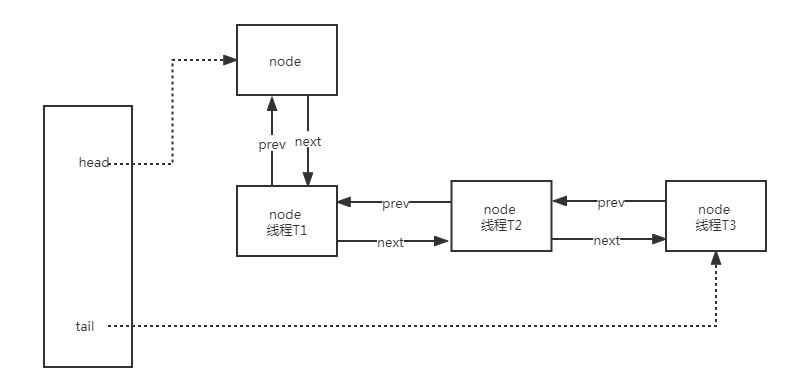 node
head
prev
next
node
线程T1
prev
next
node
线程T2
prev
next
node
线程T3
tail